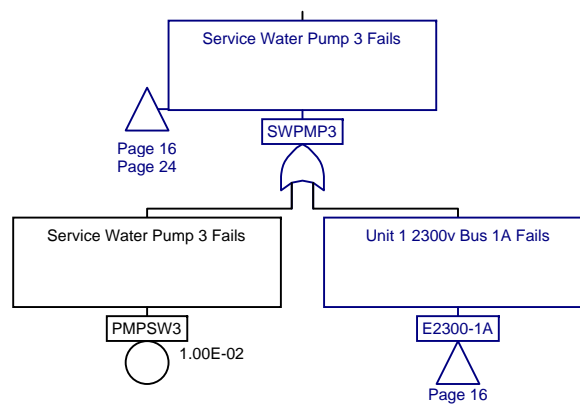 Service Water Pump 3 Fails
Page 16
Page 24
SWPMP3
Service Water Pump 3 Fails
Unit 1 2300v Bus 1A Fails
PMPSW3
E2300-1A
1.00E-02
Page 16